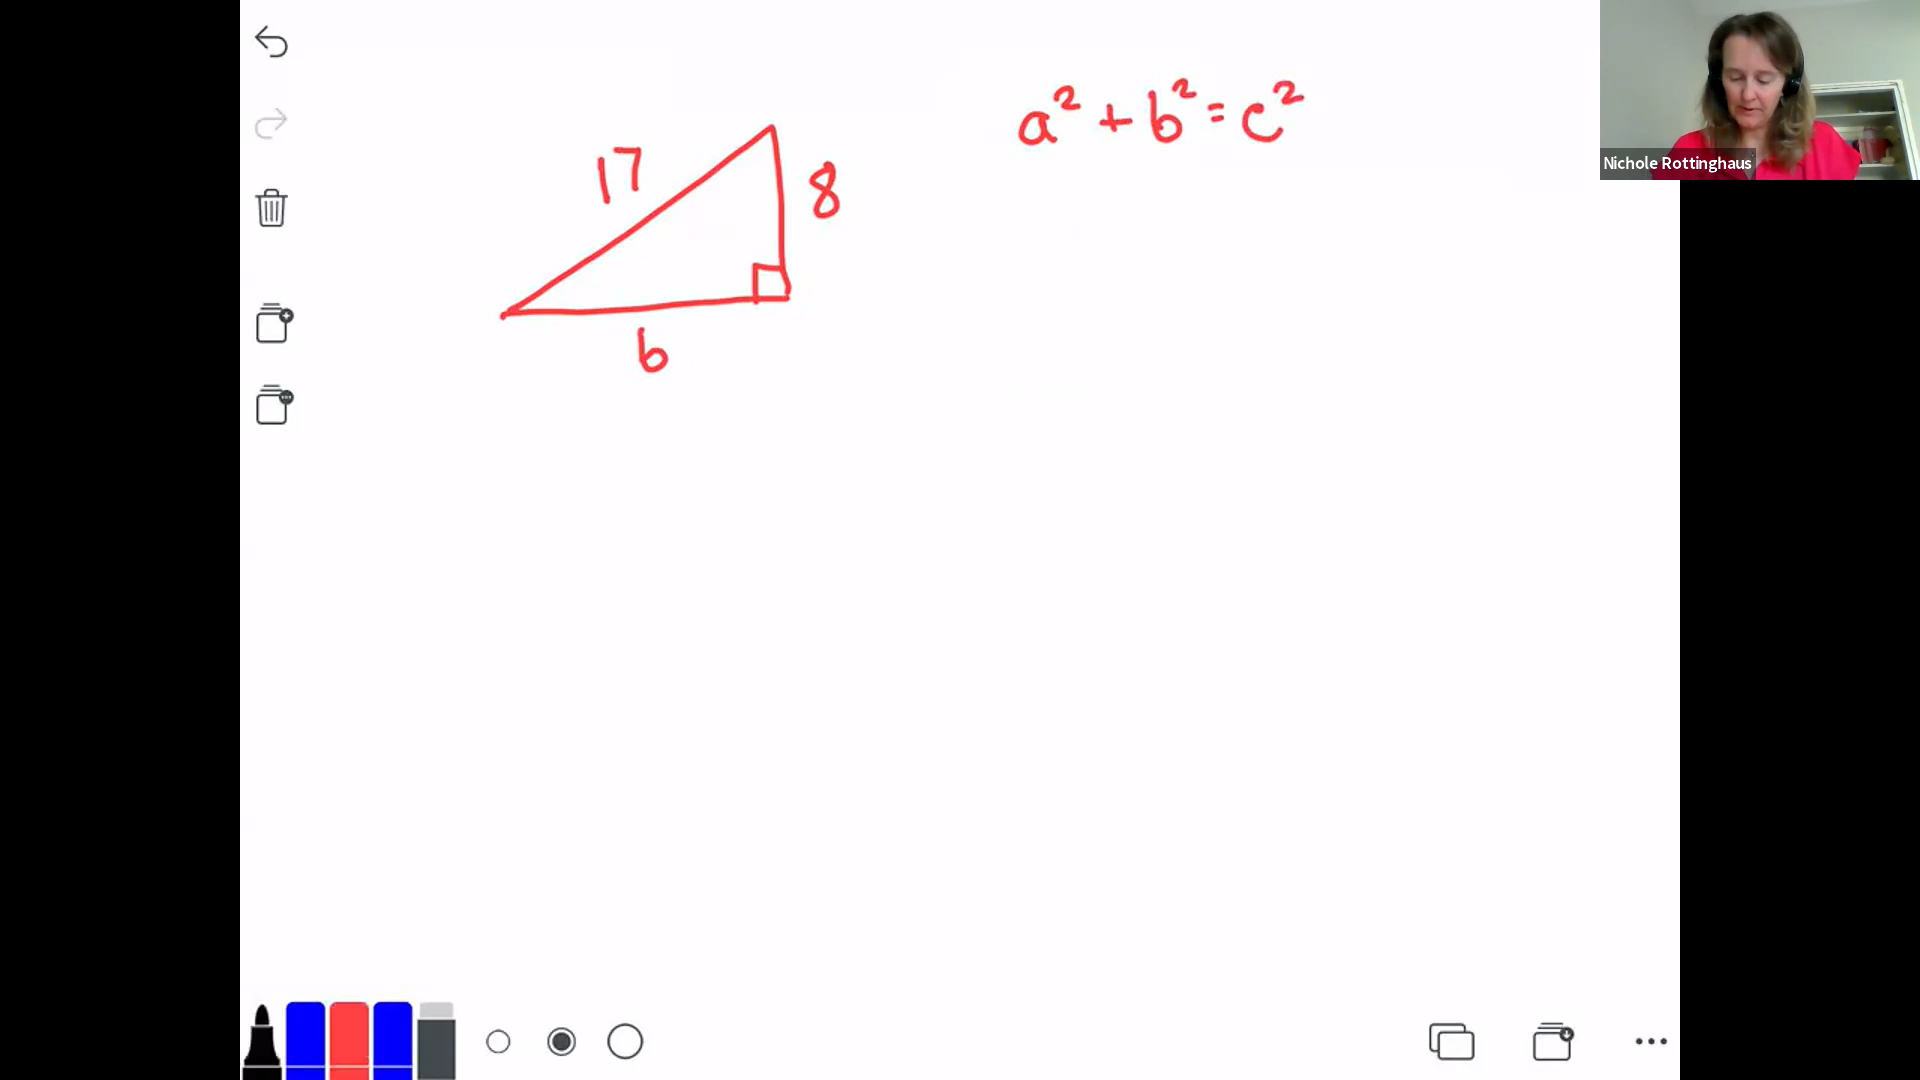 a² + b² = c²
17
8
b
Nichole Rottinghaus